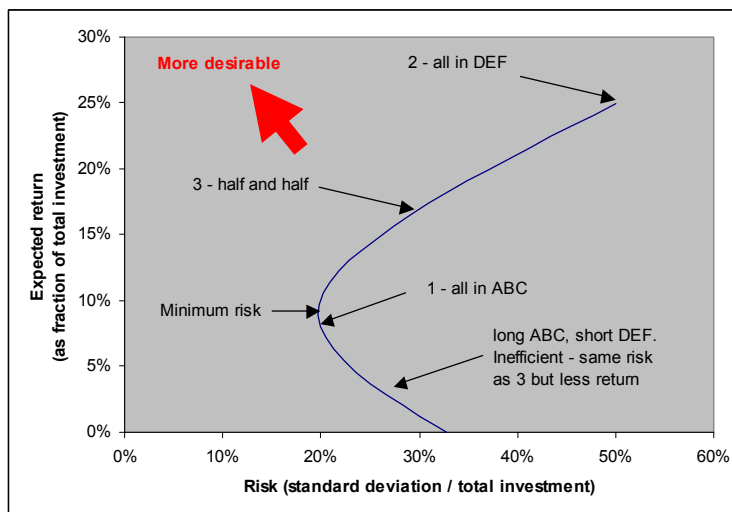 30%
More desirable
2 - all in DEF
25%
20%
3 - half and half
15%
Expected return
(as fraction of total investment)
10%
Minimum risk
1 - all in ABC
long ABC, short DEF.
Inefficient - same risk
as 3 but less return
5%
0%
0%
10%
20%
30%
40%
50%
60%
Risk (standard deviation / total investment)